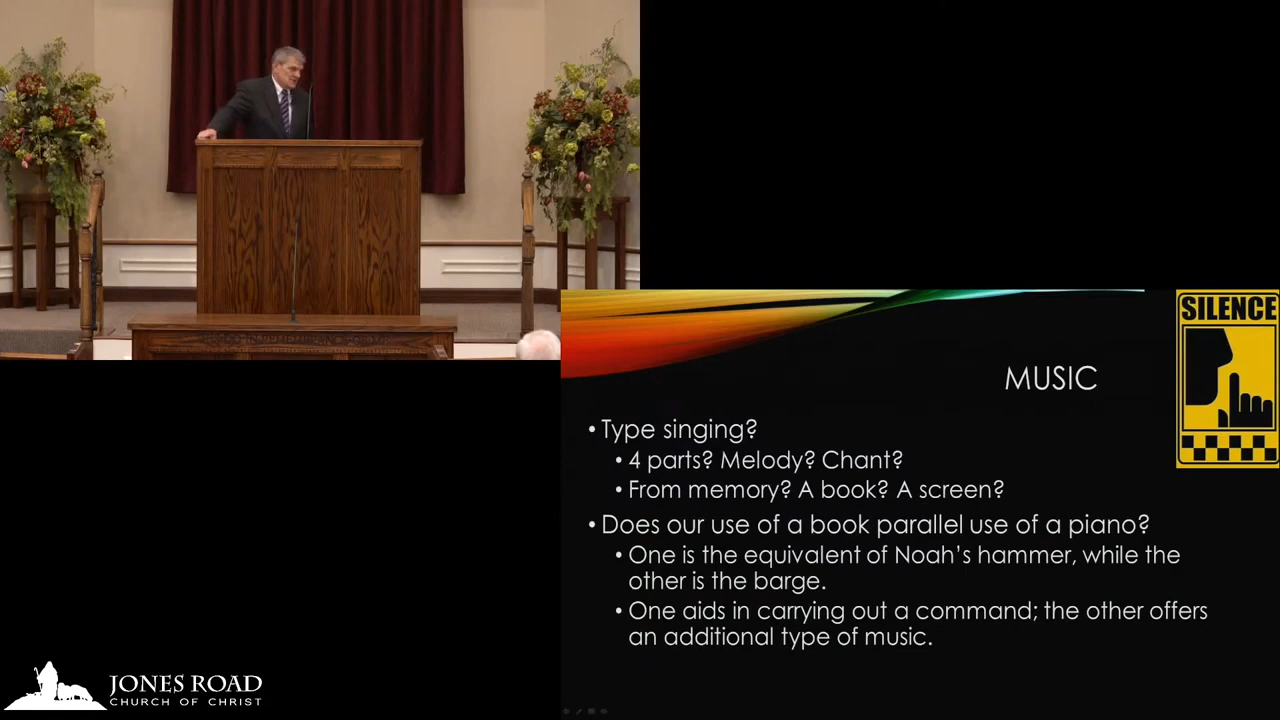 SILENCE
MUSIC
• Type singing?
• 4 parts? Melody? Chant?
• From memory? A book? A screen?
• Does our use of a book parallel use of a piano?
• One is the equivalent of Noah's hammer, while the
other is the barge.
• One aids in carrying out a command; the other offers
an additional type of music.
JONES ROAD
CHURCH OF CHRIST